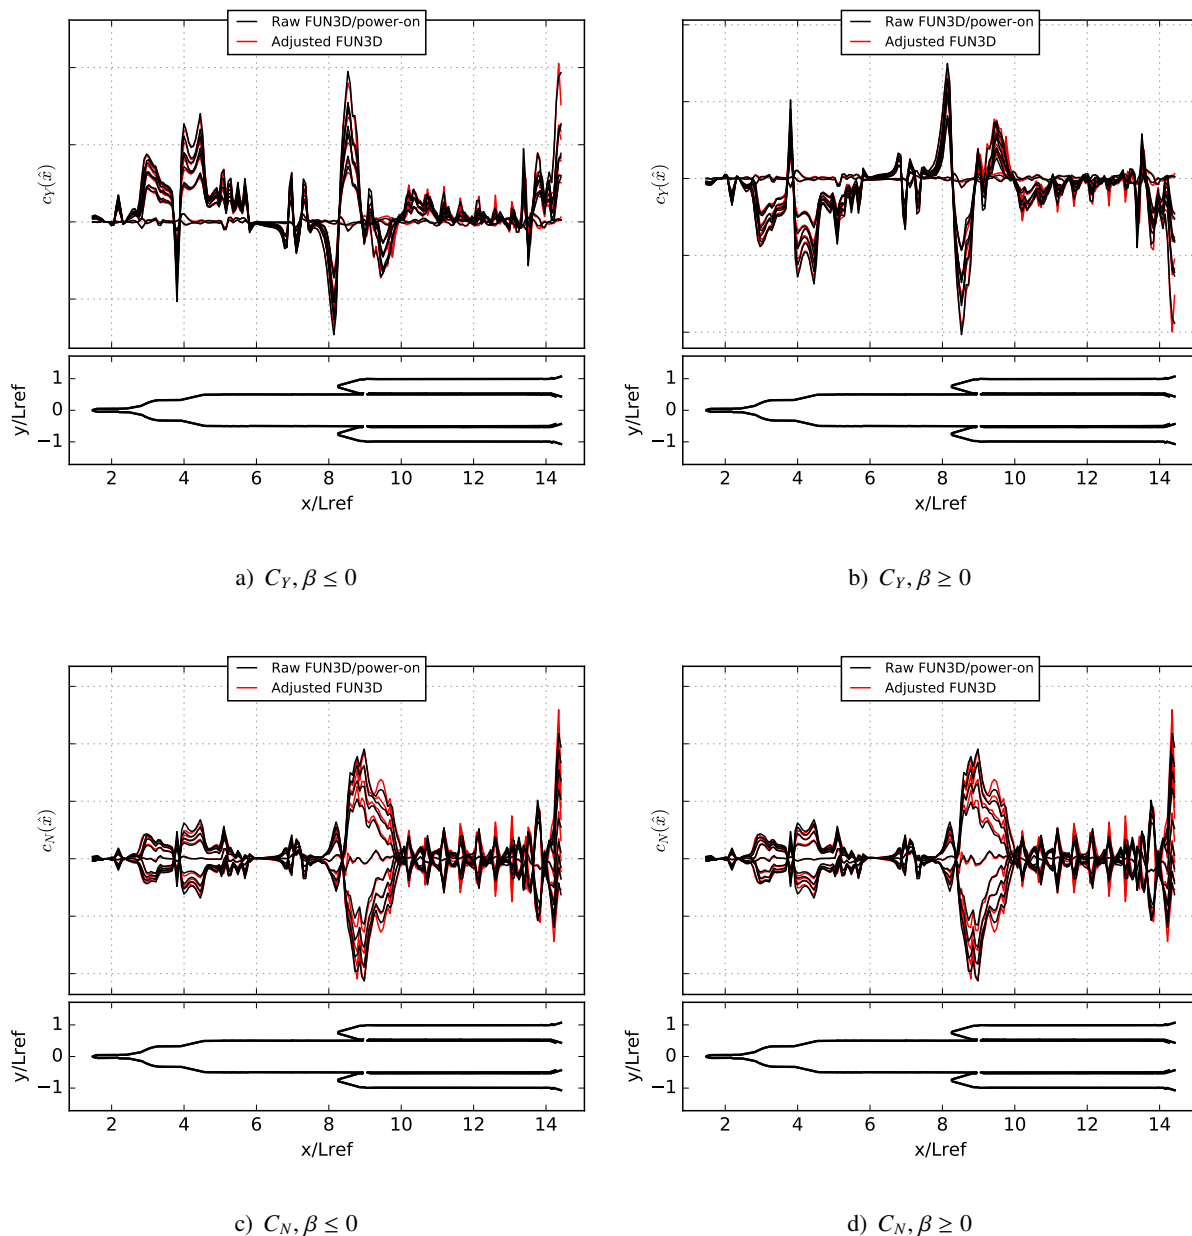 Raw FUN3D/power-on
Adjusted FUN3D
c_Y(x̂)
1
0
−1
y/Lref
2 4 6 8 10 12 14
x/Lref
a) C_Y, β ≤ 0
Raw FUN3D/power-on
Adjusted FUN3D
c_Y(x̂)
1
0
−1
y/Lref
2 4 6 8 10 12 14
x/Lref
b) C_Y, β ≥ 0
Raw FUN3D/power-on
Adjusted FUN3D
c_N(x̂)
1
0
−1
y/Lref
2 4 6 8 10 12 14
x/Lref
c) C_N, β ≤ 0
Raw FUN3D/power-on
Adjusted FUN3D
c_N(x̂)
1
0
−1
y/Lref
2 4 6 8 10 12 14
x/Lref
d) C_N, β ≥ 0